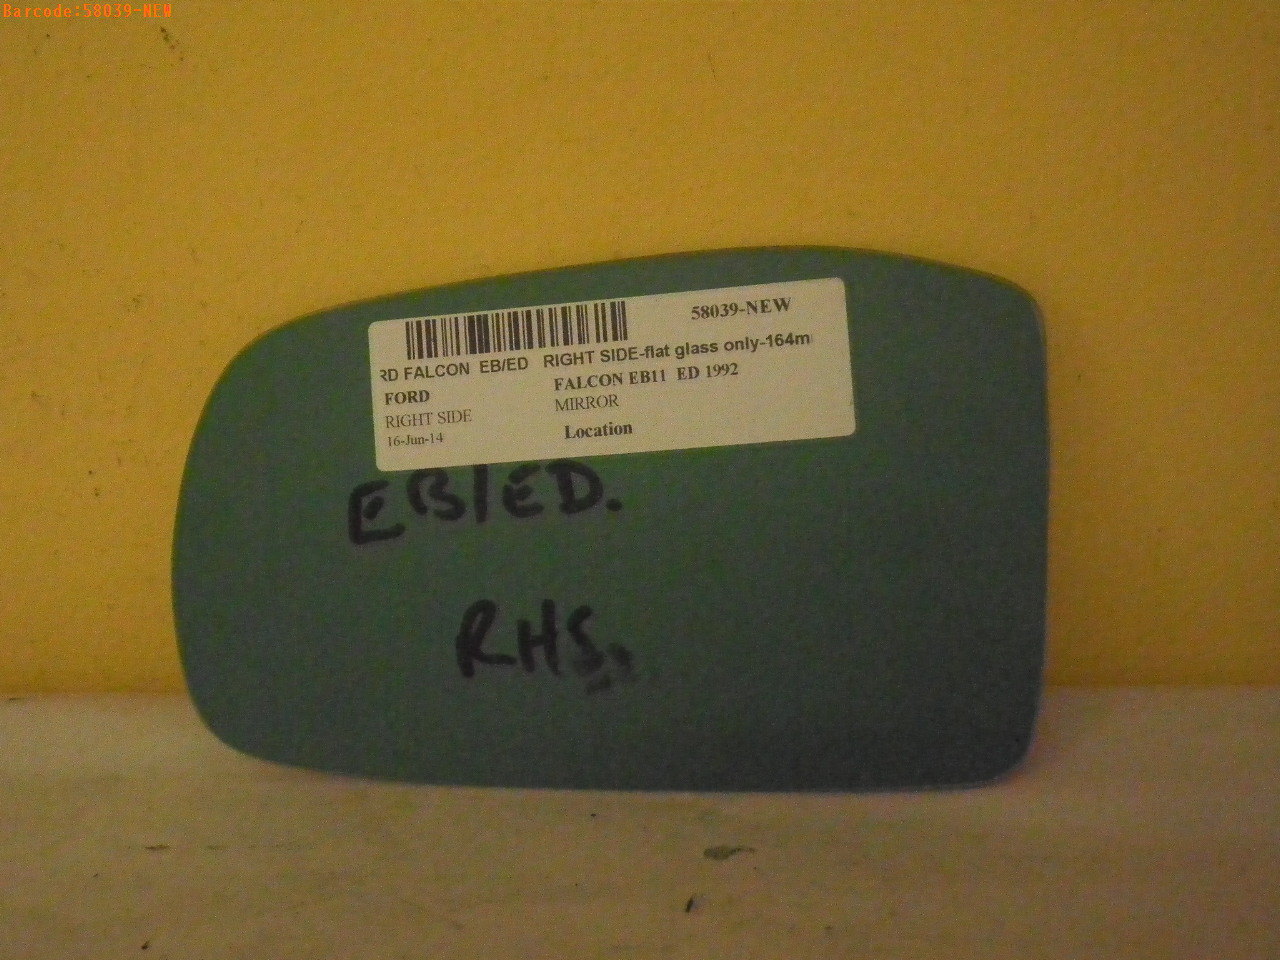 Barcode:58039-NEW
58039-NEW
RD FALCON EB/ED RIGHT SIDE-flat glass only-164m
FORD
FALCON EB11 ED 1992
RIGHT SIDE
MIRROR
16-Jun-14
Location
EB/ED.
RHS.